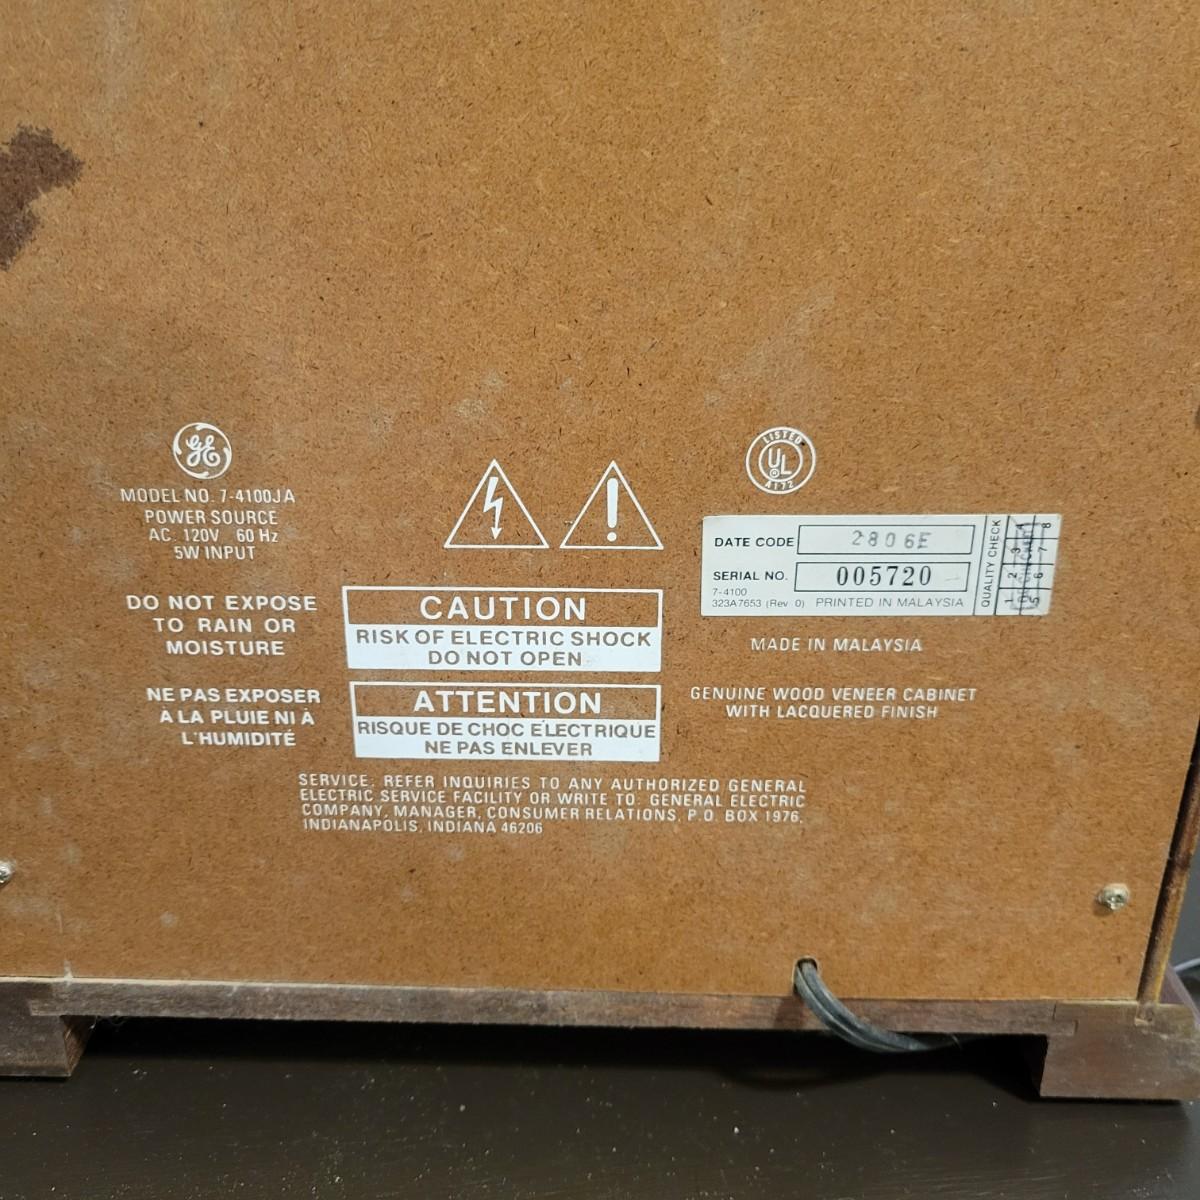 GE
MODEL NO. 7-4100JA
POWER SOURCE
AC. 120V 60 Hz
5W INPUT
DO NOT EXPOSE
TO RAIN OR
MOISTURE
NE PAS EXPOSER
À LA PLUIE NI À
L'HUMIDITÉ
CAUTION
RISK OF ELECTRIC SHOCK
DO NOT OPEN
ATTENTION
RISQUE DE CHOC ÉLECTRIQUE
NE PAS ENLEVER
LISTED
UL
®
A172
DATE CODE 2806E
SERIAL NO. 005720
7-4100
323A7653 (Rev 0) PRINTED IN MALAYSIA
QUALITY CHECK
1 2 3 4
5 6 7 8
MADE IN MALAYSIA
GENUINE WOOD VENEER CABINET
WITH LACQUERED FINISH
SERVICE: REFER INQUIRIES TO ANY AUTHORIZED GENERAL
ELECTRIC SERVICE FACILITY OR WRITE TO: GENERAL ELECTRIC
COMPANY, MANAGER, CONSUMER RELATIONS, P.O. BOX 1976,
INDIANAPOLIS, INDIANA 46206